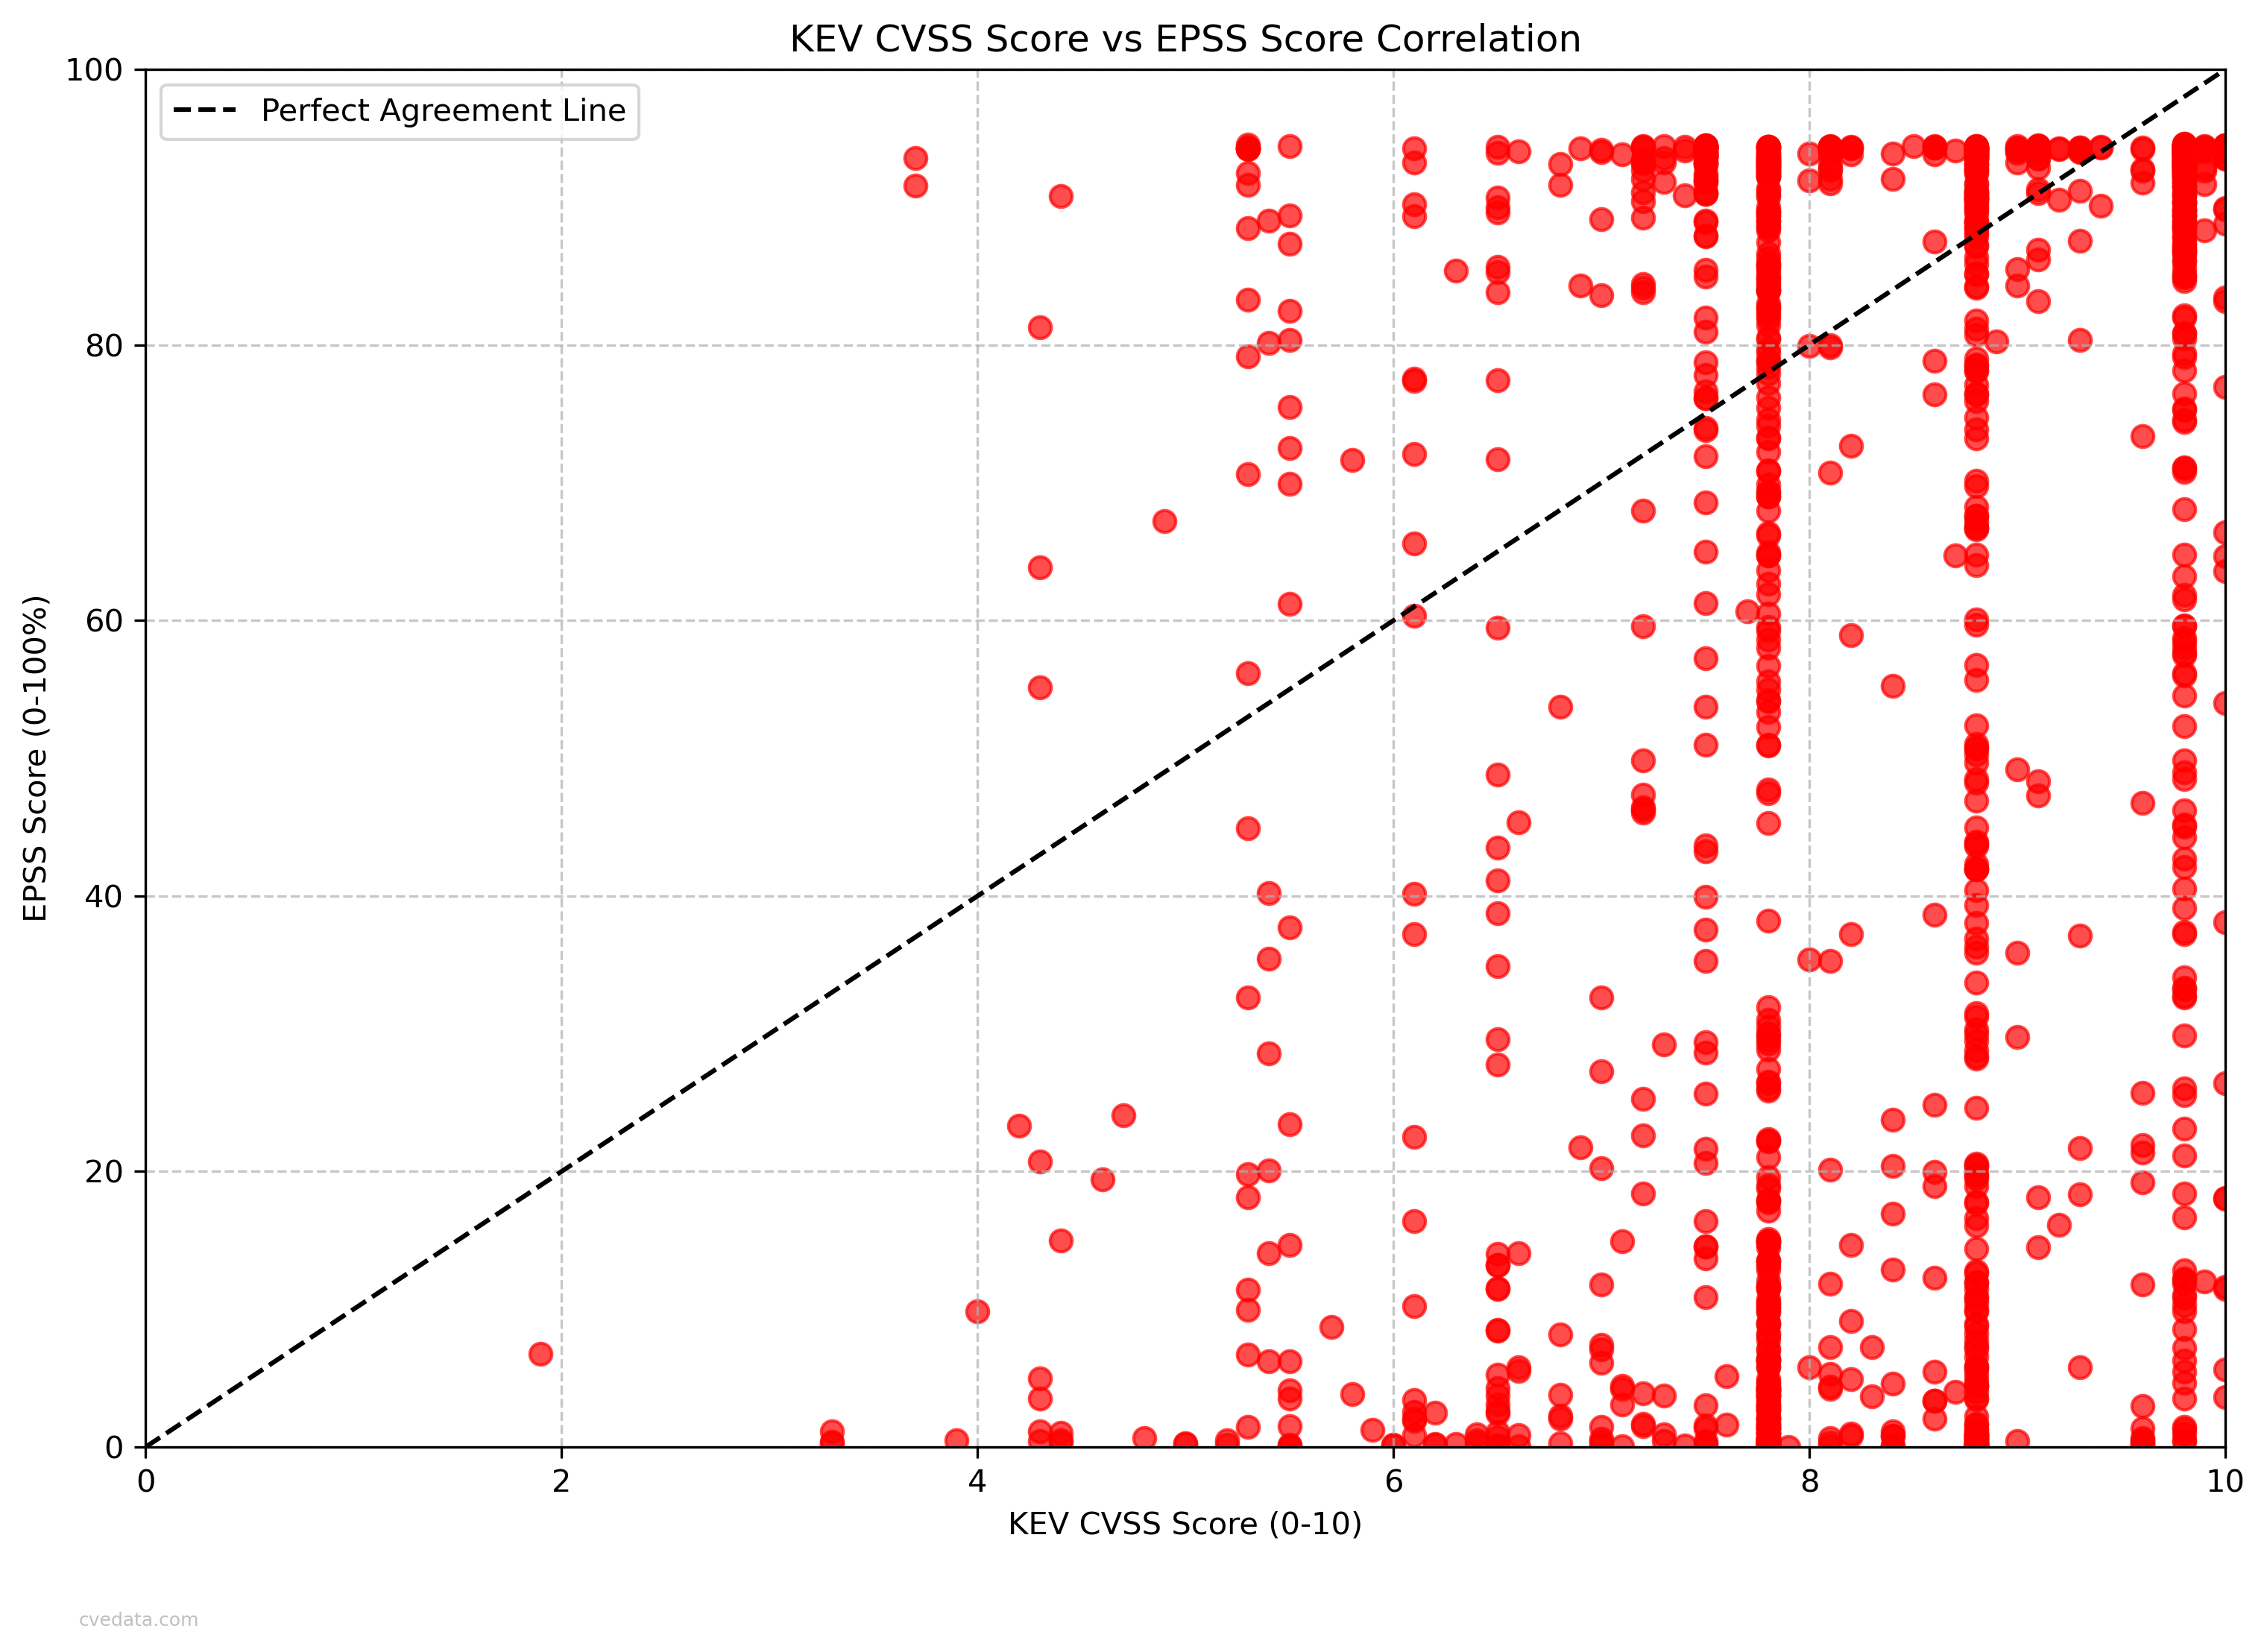 KEV CVSS Score vs EPSS Score Correlation
Perfect Agreement Line
EPSS Score (0-100%)
100
80
60
40
20
0
0 2 4 6 8 10
KEV CVSS Score (0-10)
cvedata.com